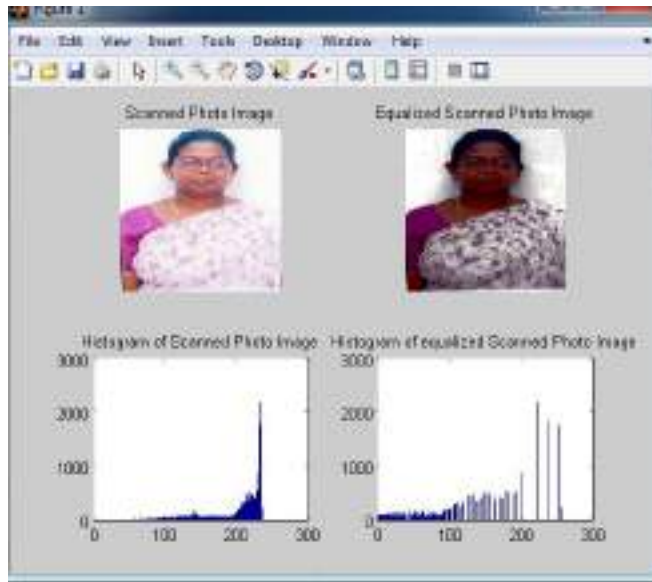 Figure 1
File Edit View Insert Tools Desktop Window Help
Scanned Photo Image
Equalized Scanned Photo Image
Histogram of Scanned Photo Image
Histogram of equalized Scanned Photo Image
3000
2000
1000
0
0 100 200 300
3000
2000
1000
0
0 100 200 300